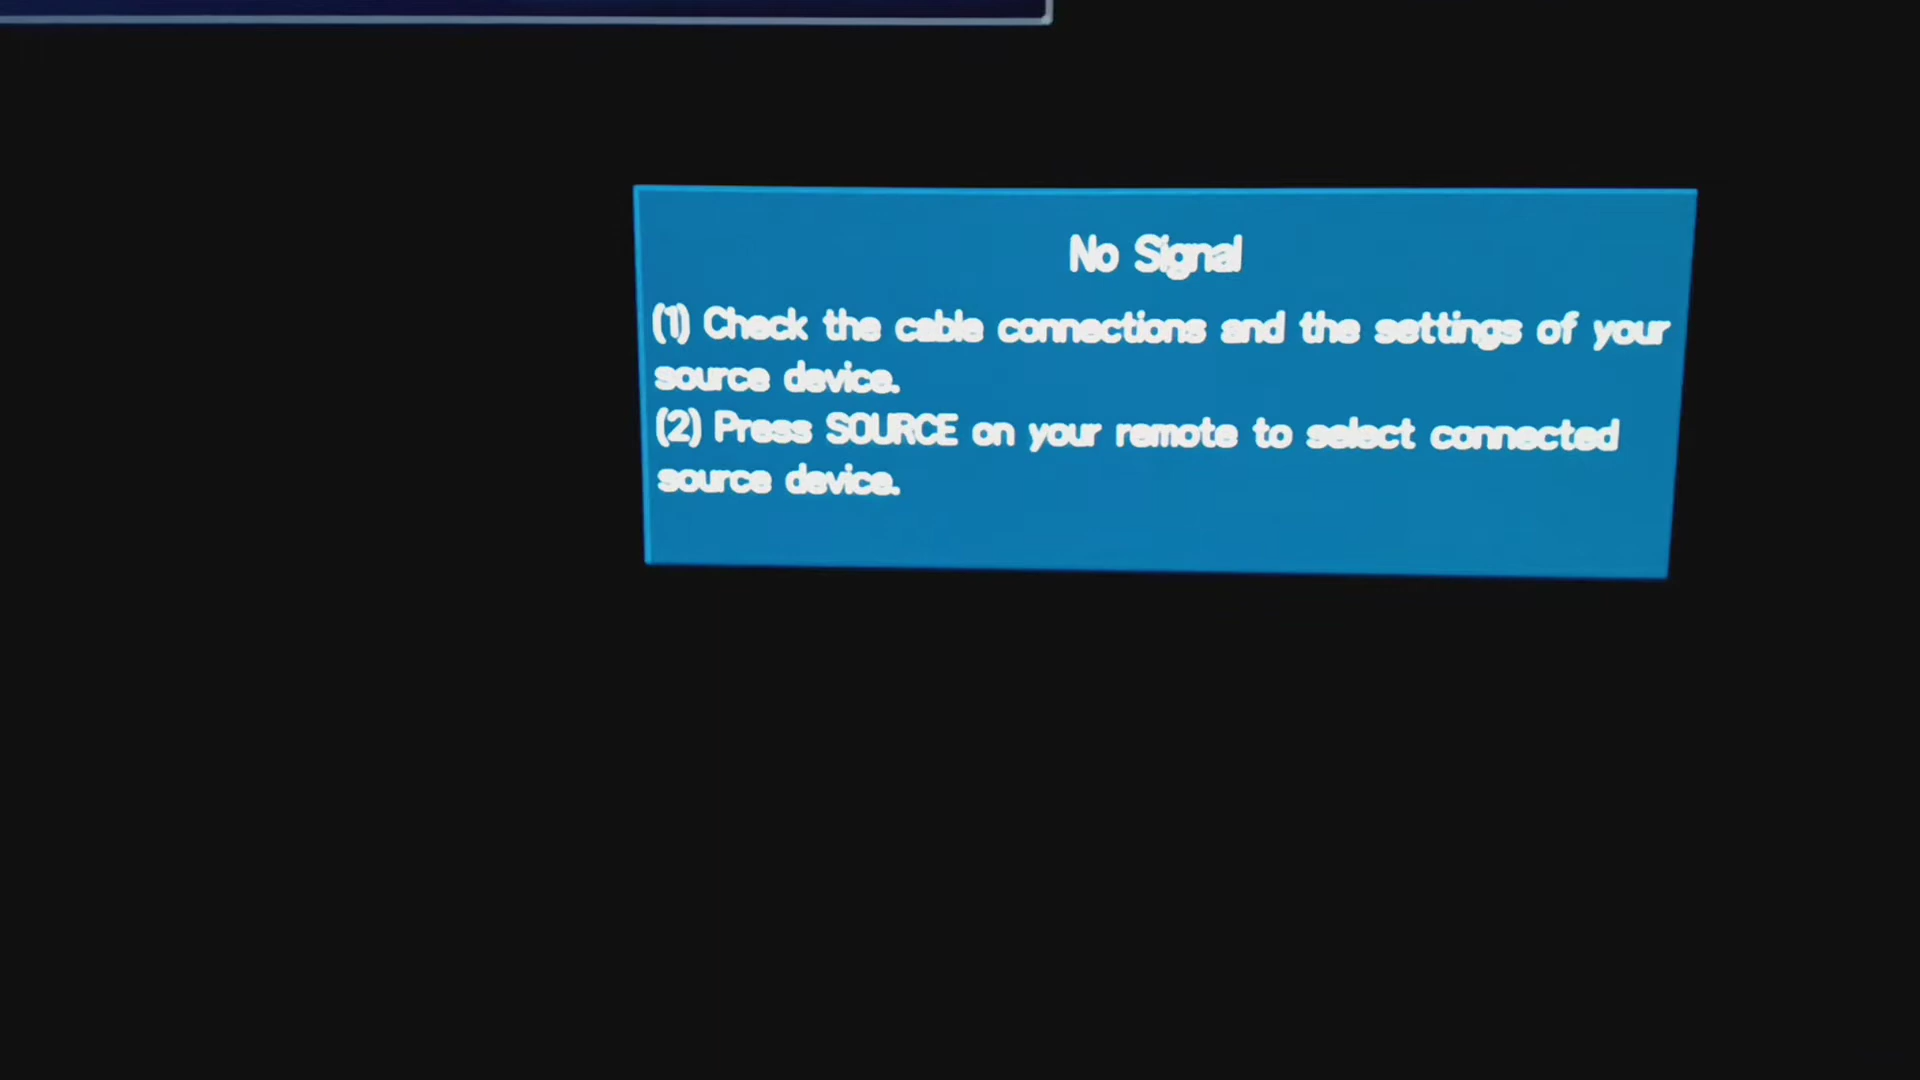 No Signal
(1) Check the cable connections and the settings of your
source device.
(2) Press SOURCE on your remote to select connected
source device.